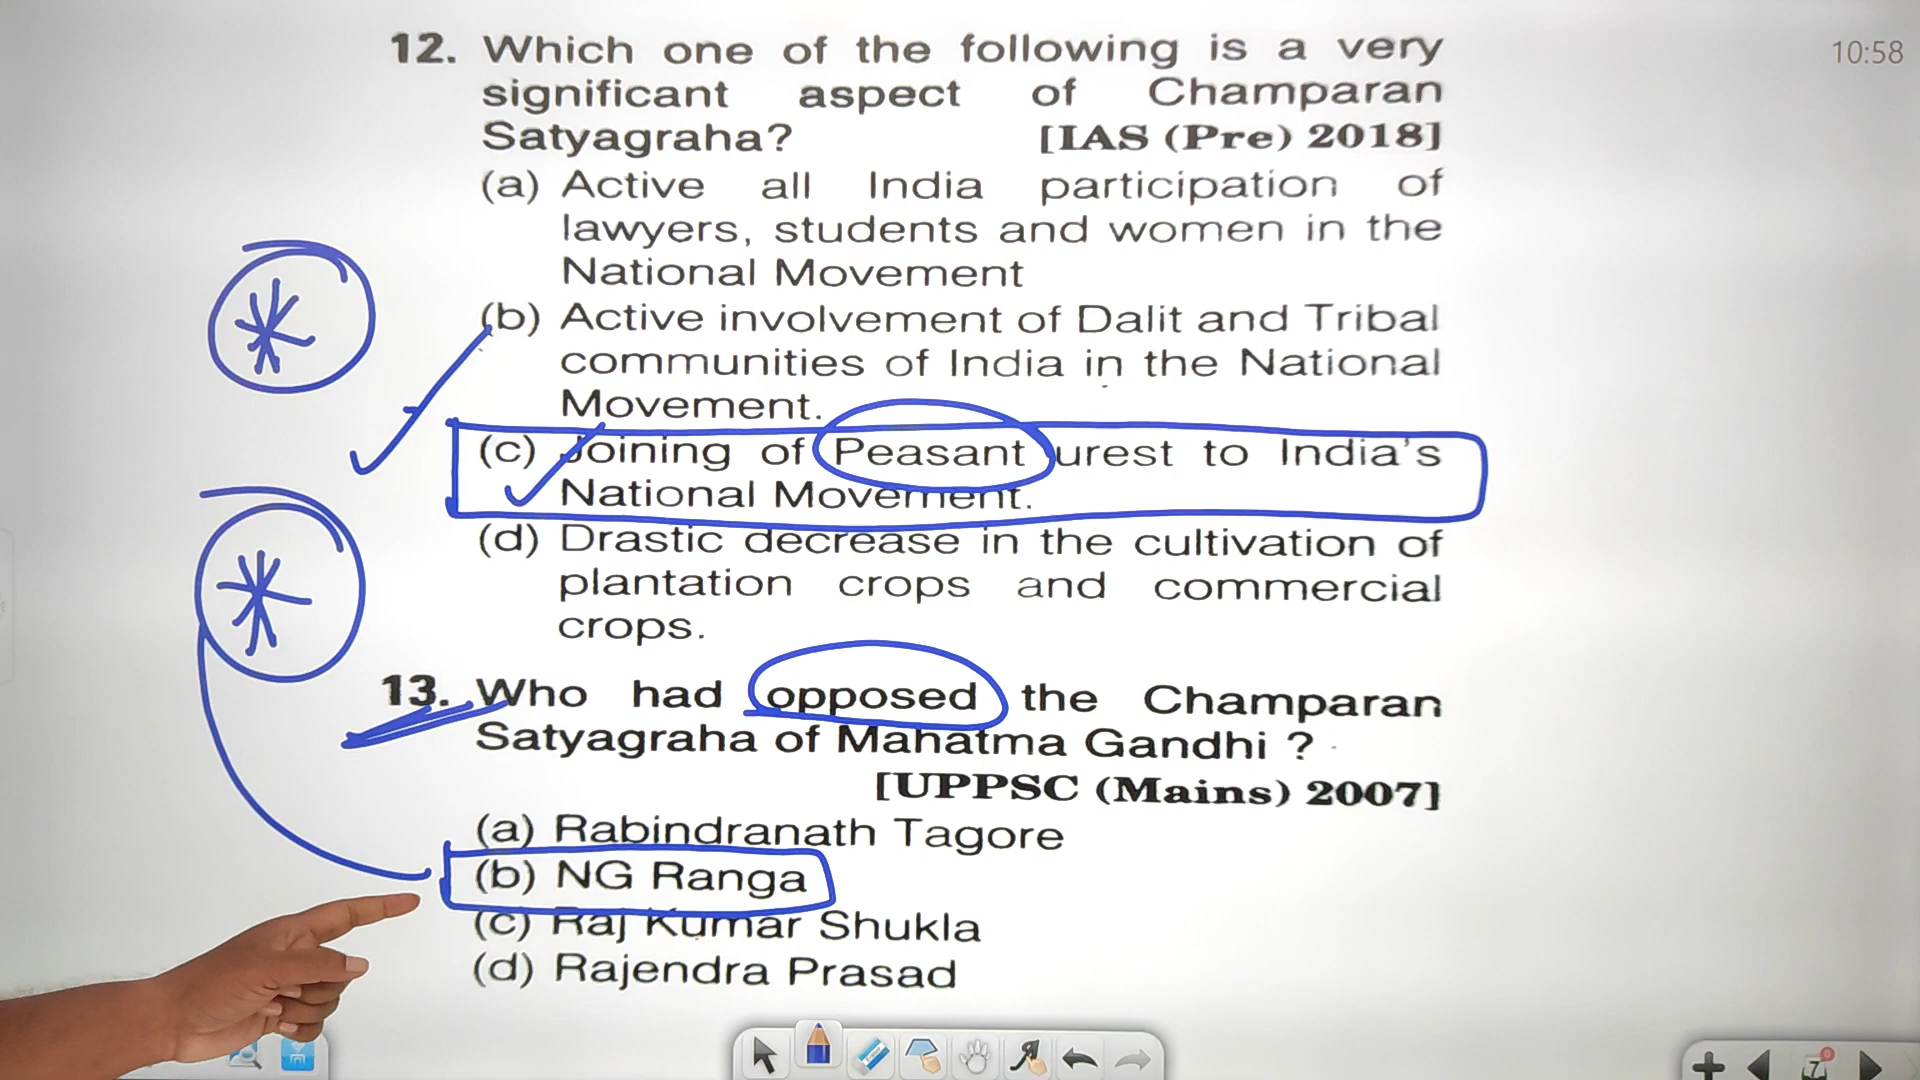 10:58
12. Which one of the following is a very
significant aspect of Champaran
Satyagraha? [IAS (Pre) 2018]
(a) Active all India participation of
lawyers, students and women in the
National Movement
(b) Active involvement of Dalit and Tribal
communities of India in the National
Movement.
(c) Joining of Peasant urest to India's
National Movement.
(d) Drastic decrease in the cultivation of
plantation crops and commercial
crops.
13. Who had opposed the Champaran
Satyagraha of Mahatma Gandhi ?
[UPPSC (Mains) 2007]
(a) Rabindranath Tagore
(b) NG Ranga
(c) Raj Kumar Shukla
(d) Rajendra Prasad
7
0